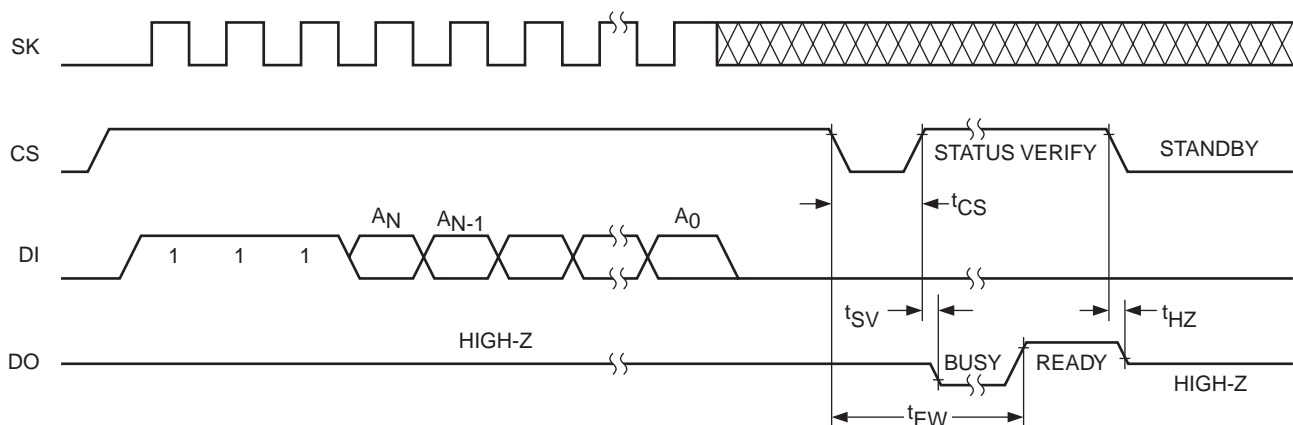 SK
CS
STATUS VERIFY
STANDBY
tCS
AN
AN-1
A0
DI
1 1 1
tSV
tHZ
HIGH-Z
DO
BUSY
READY
HIGH-Z
tEW